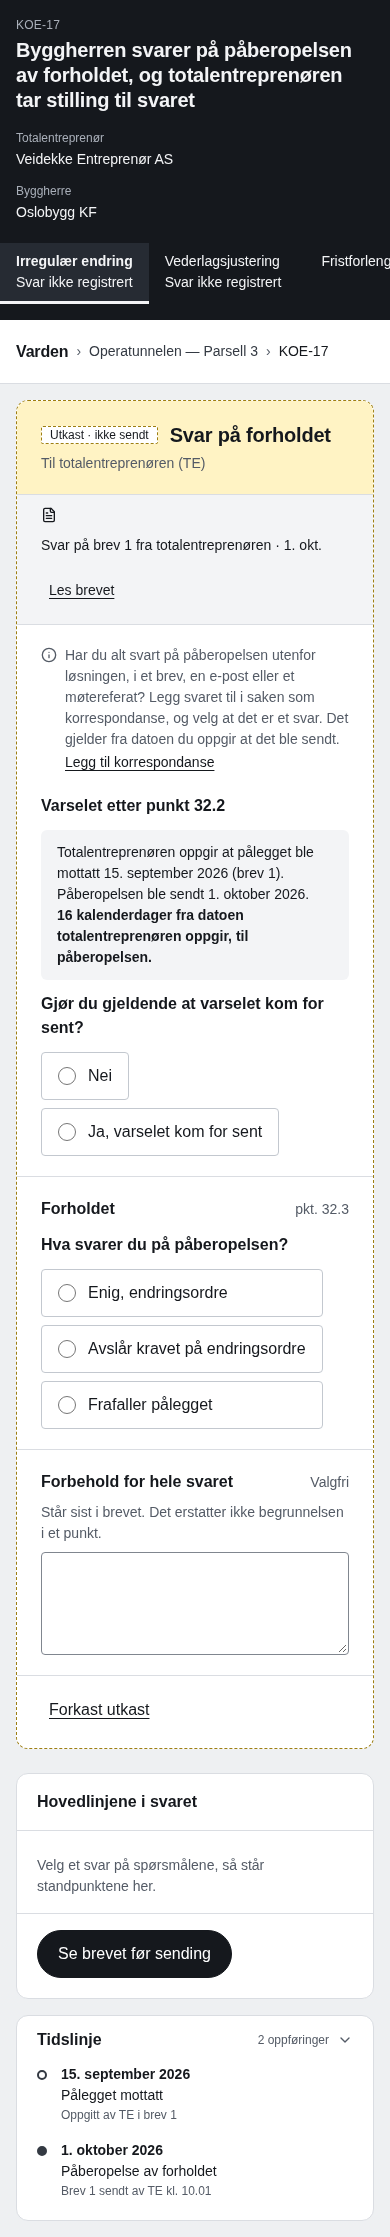 KOE-17
Byggherren svarer på påberopelsen
av forholdet, og totalentreprenøren
tar stilling til svaret
Totalentreprenør
Veidekke Entreprenør AS
Byggherre
Oslobygg KF
Irregulær endring
Svar ikke registrert
Vederlagsjustering
Svar ikke registrert
Fristforleng
Varden › Operatunnelen — Parsell 3 › KOE-17
Utkast · ikke sendt
Svar på forholdet
Til totalentreprenøren (TE)
Svar på brev 1 fra totalentreprenøren · 1. okt.
Les brevet
Har du alt svart på påberopelsen utenfor
løsningen, i et brev, en e-post eller et
møtereferat? Legg svaret til i saken som
korrespondanse, og velg at det er et svar. Det
gjelder fra datoen du oppgir at det ble sendt.
Legg til korrespondanse
Varselet etter punkt 32.2
Totalentreprenøren oppgir at pålegget ble
mottatt 15. september 2026 (brev 1).
Påberopelsen ble sendt 1. oktober 2026.
16 kalenderdager fra datoen
totalentreprenøren oppgir, til
påberopelsen.
Gjør du gjeldende at varselet kom for
sent?
Nei
Ja, varselet kom for sent
Forholdet
pkt. 32.3
Hva svarer du på påberopelsen?
Enig, endringsordre
Avslår kravet på endringsordre
Frafaller pålegget
Forbehold for hele svaret
Valgfri
Står sist i brevet. Det erstatter ikke begrunnelsen
i et punkt.
Forkast utkast
Hovedlinjene i svaret
Velg et svar på spørsmålene, så står
standpunktene her.
Se brevet før sending
Tidslinje
2 oppføringer
15. september 2026
Pålegget mottatt
Oppgitt av TE i brev 1
1. oktober 2026
Påberopelse av forholdet
Brev 1 sendt av TE kl. 10.01